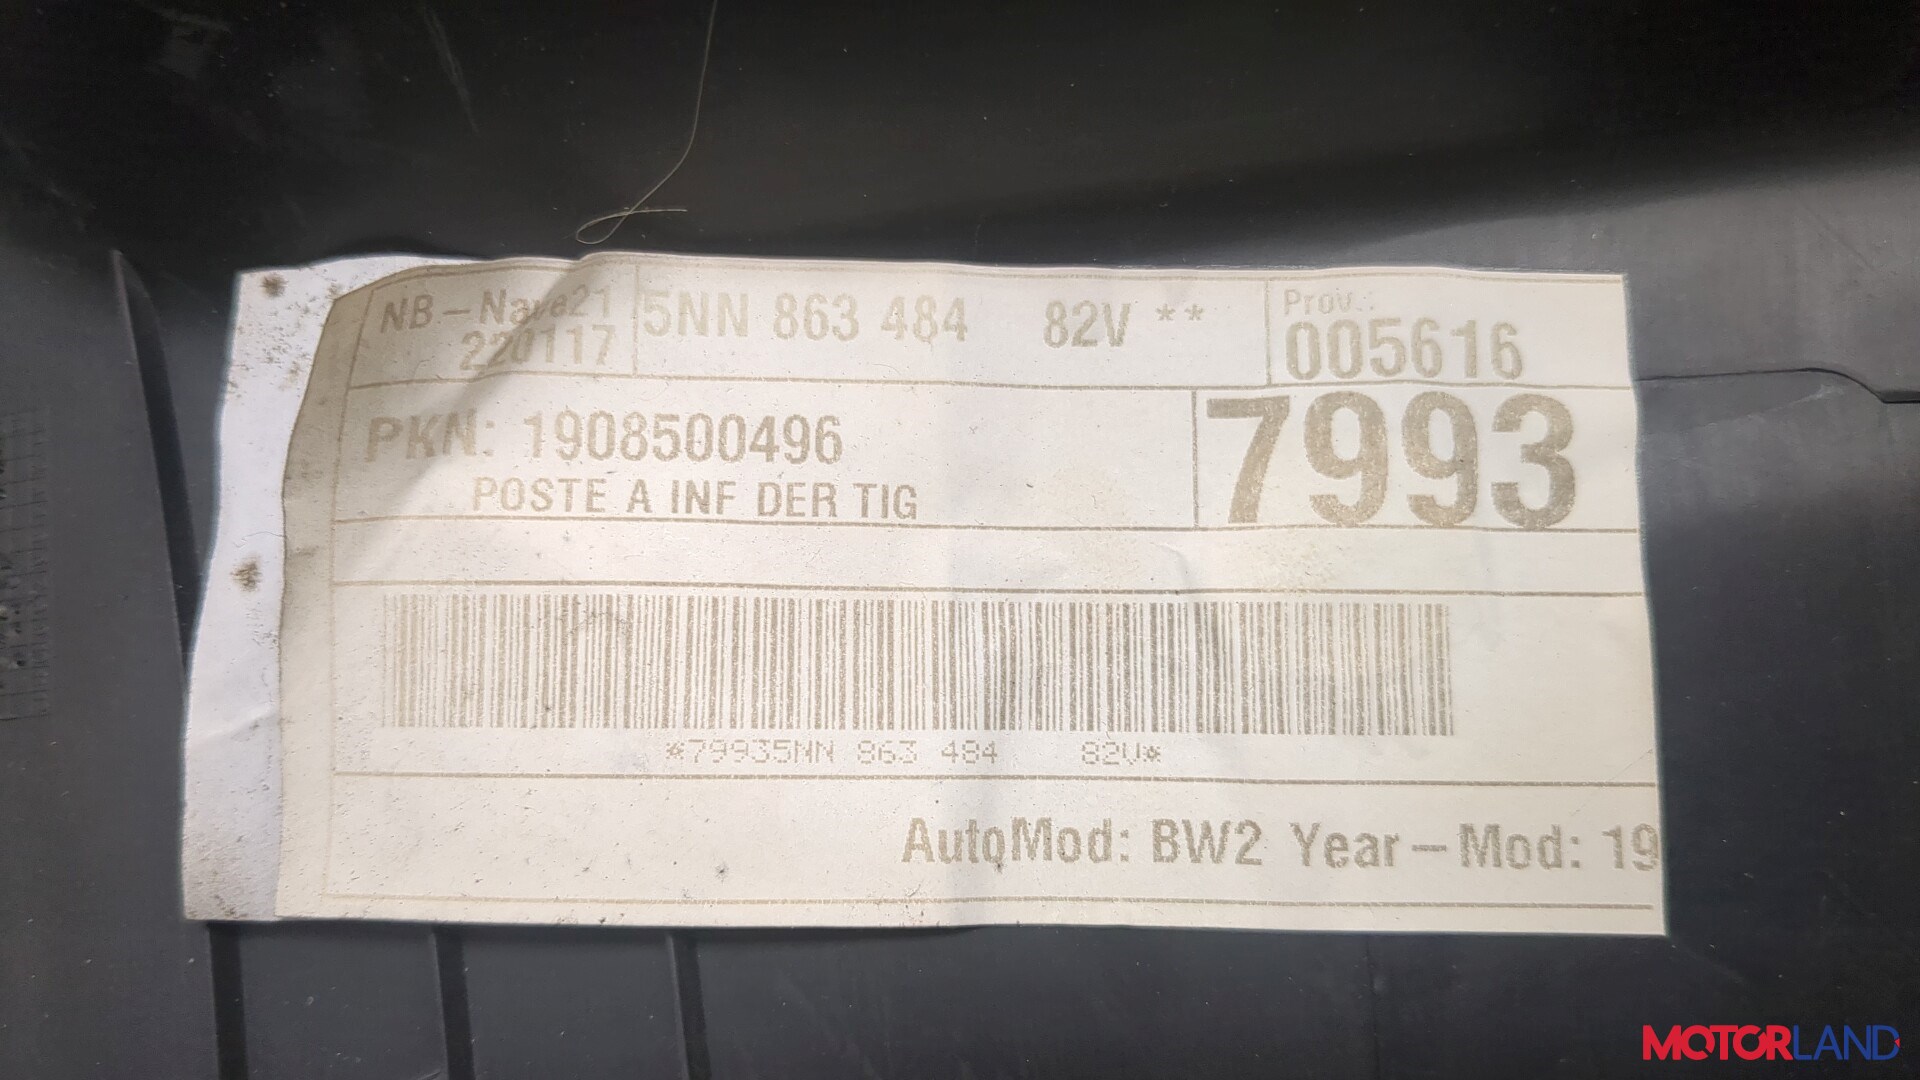 NB-Nave21 5NN 863 484 82V ** Prov.:
220117 005616
PKN: 1908500496 7993
POSTE A INF DER TIG
*79935NN 863 484 82V*
AutoMod: BW2 Year-Mod: 19
MOTORLAND